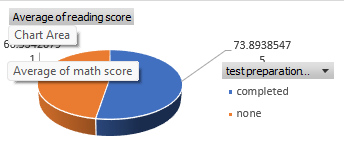 Average of reading score
Chart Area
73.8938547
5
1
Average of math score
test preparation...
completed
none